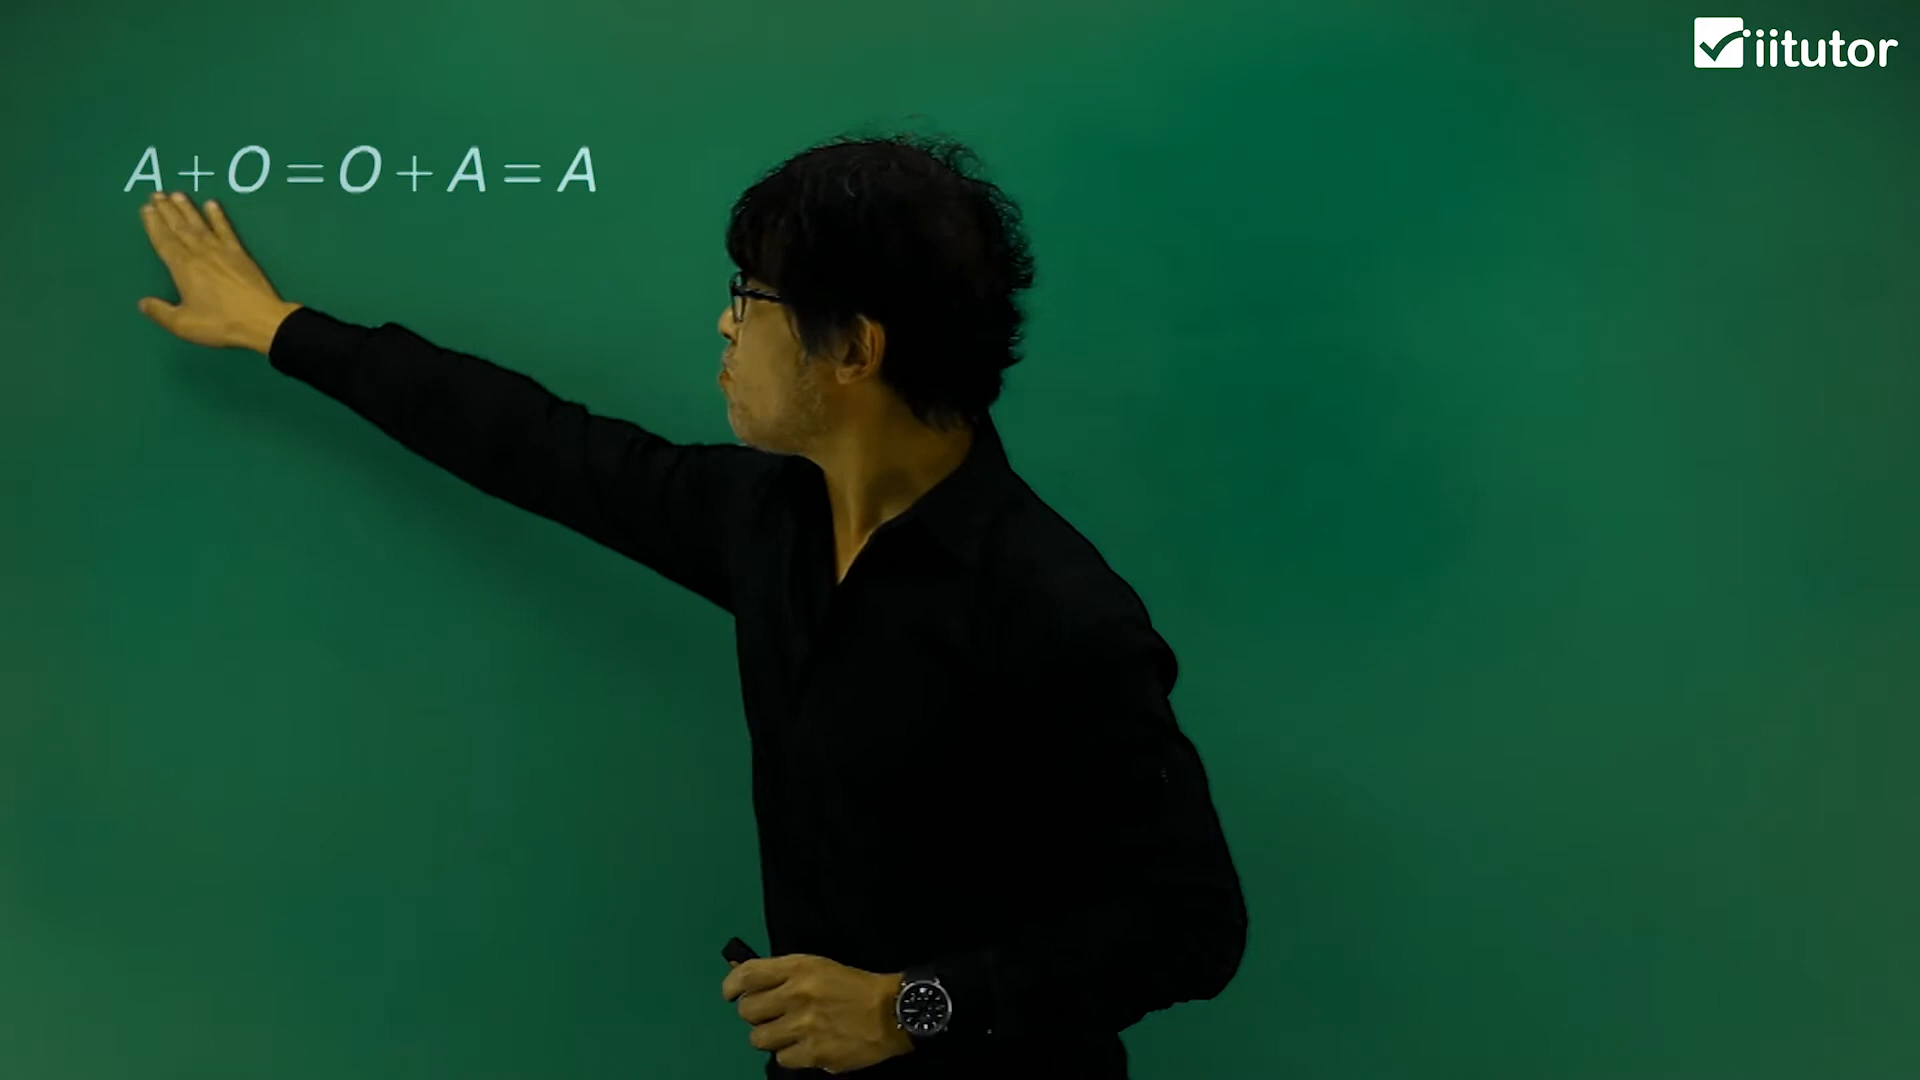 iitutor
A + O = O + A = A